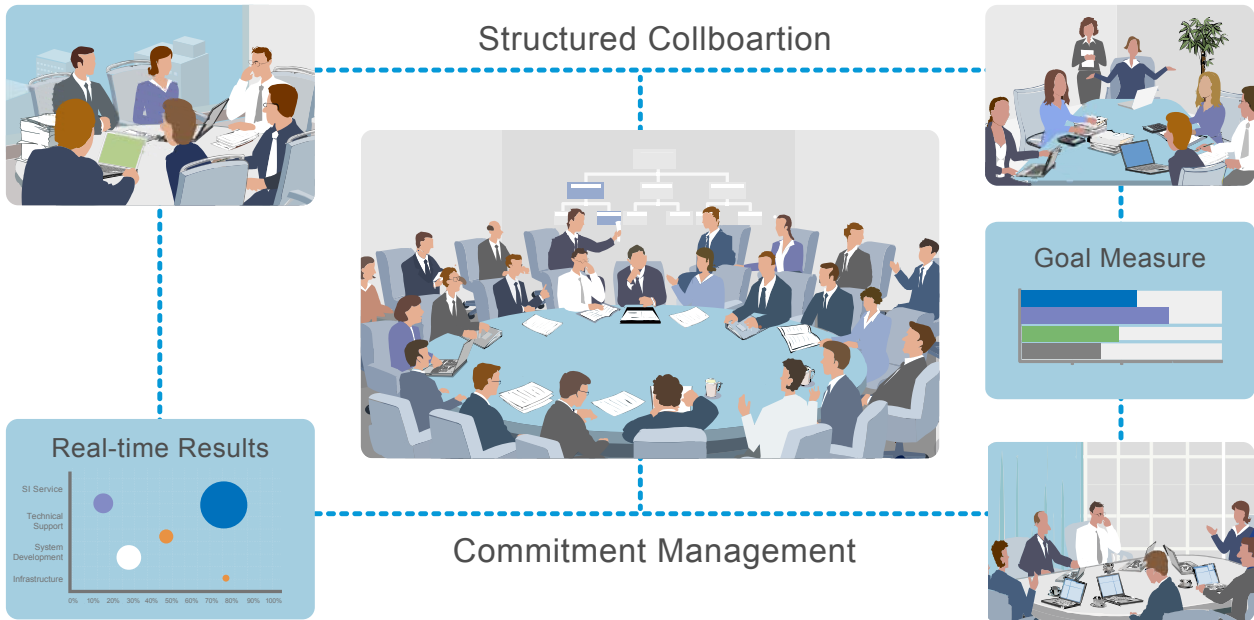 Structured Collboartion
Goal Measure
Real-time Results
SI Service
Technical
Support
System
Development
Infrastructure
0% 10% 20% 30% 40% 50% 60% 70% 80% 90% 100%
Commitment Management